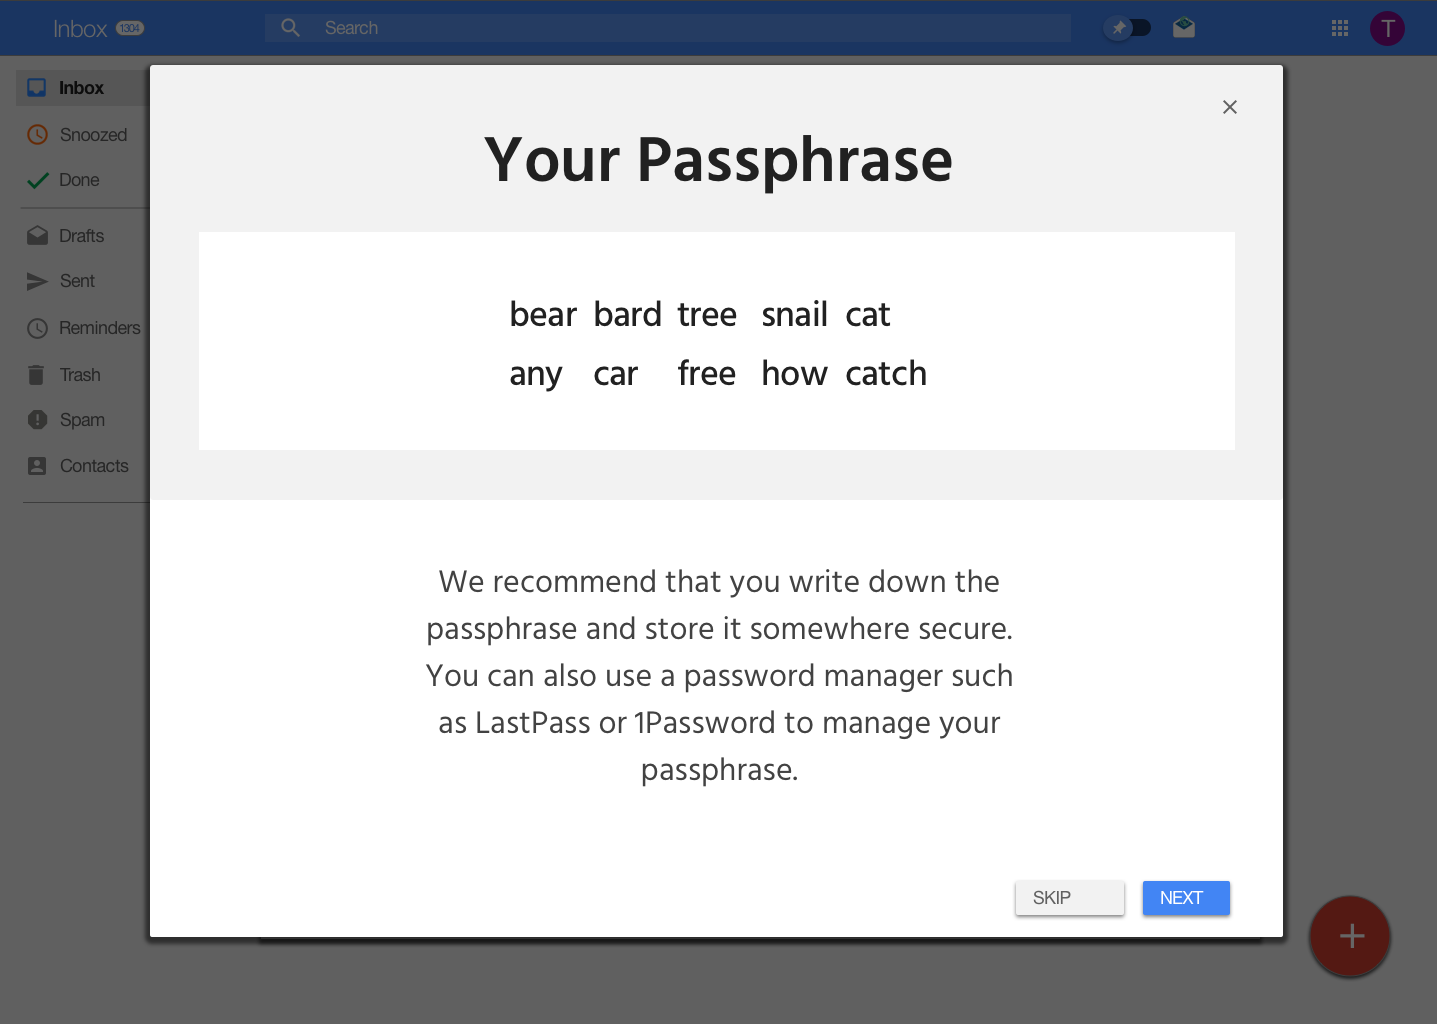 Inbox 1304
Search
T
Inbox
Snoozed
Done
Drafts
Sent
Reminders
Trash
Spam
Contacts
Your Passphrase
bear bard tree snail cat
any car free how catch
We recommend that you write down the
passphrase and store it somewhere secure.
You can also use a password manager such
as LastPass or 1Password to manage your
passphrase.
SKIP NEXT